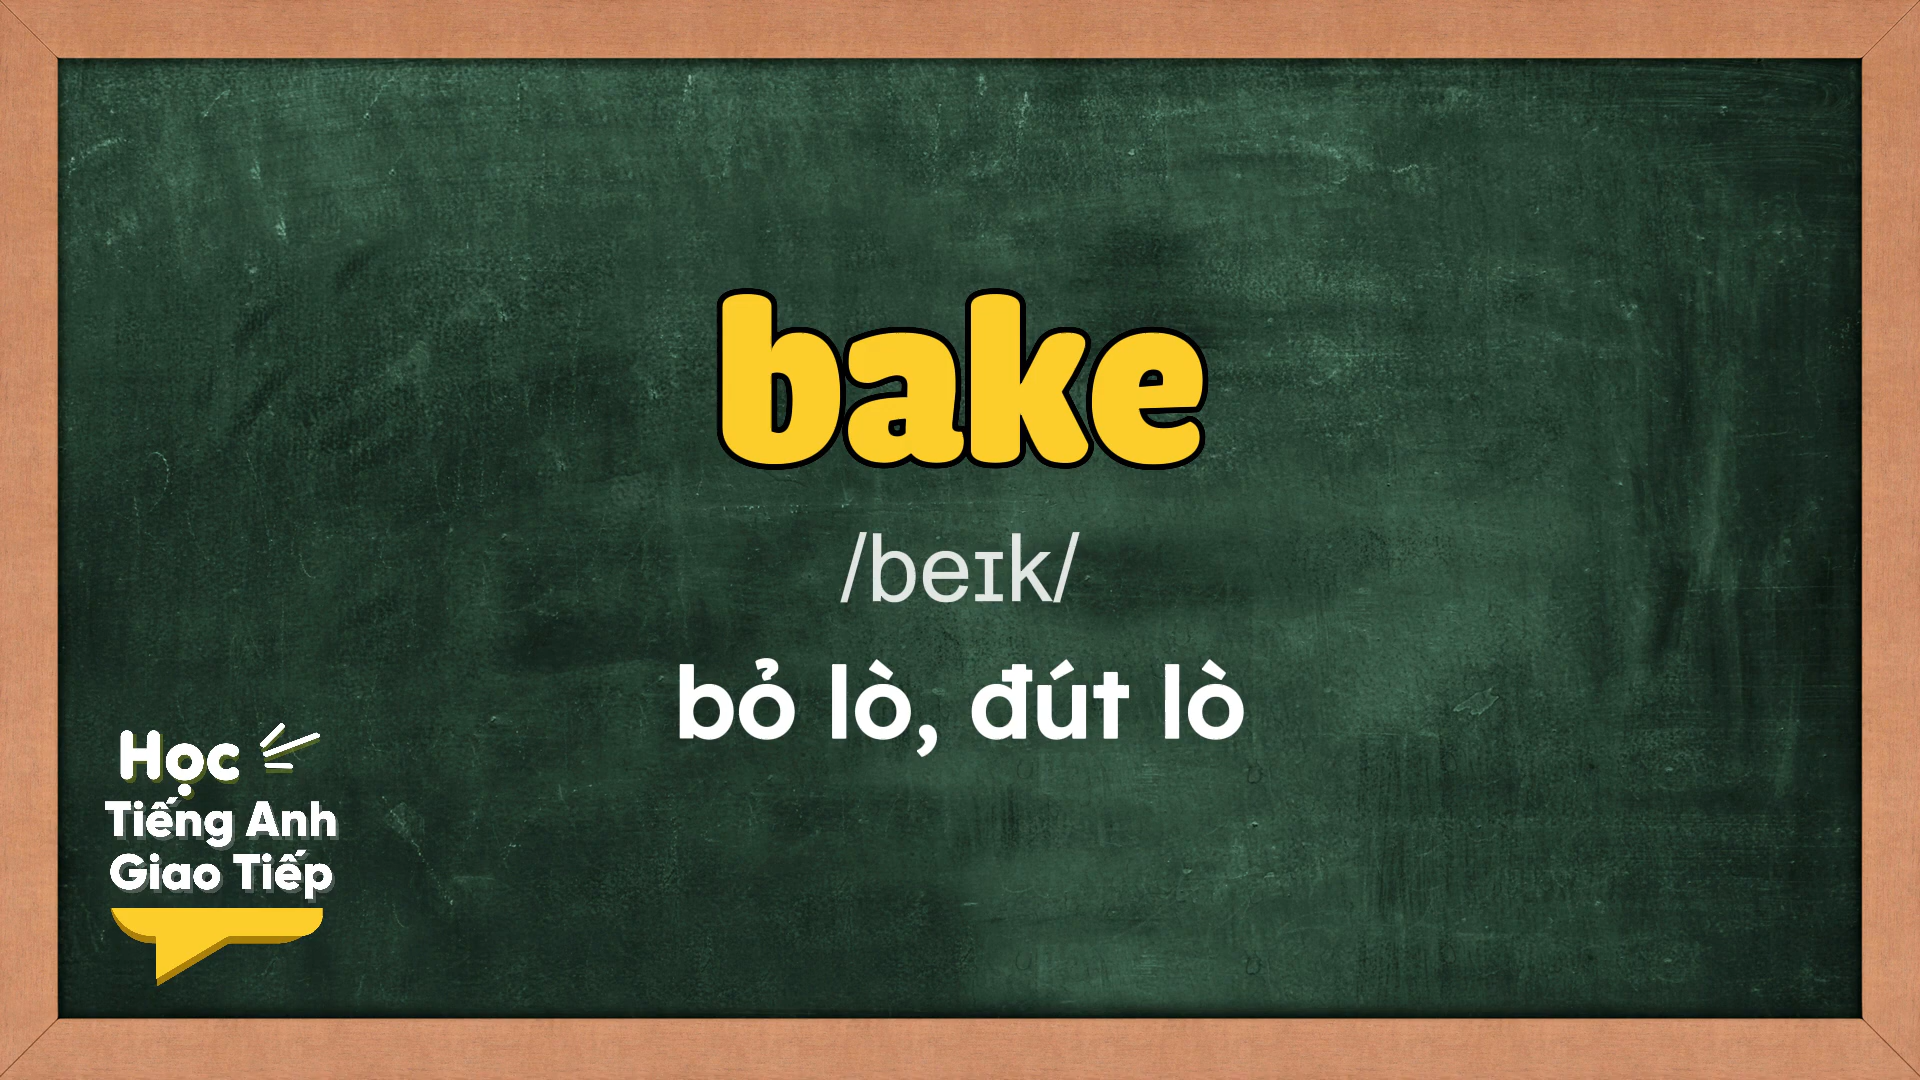 bake
/beɪk/
bỏ lò, đút lò
Học
Tiếng Anh
Giao Tiếp